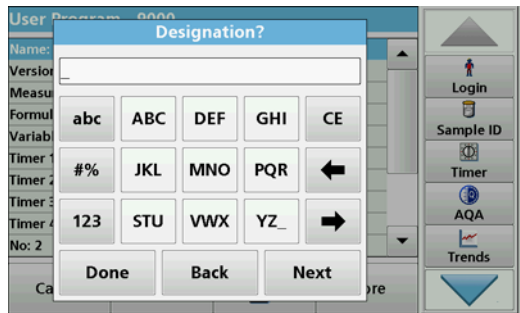 User Program 9000
Designation?
Name:
Version
_
Measu
Formul
Variabl
Timer 1
Timer 2
Timer 3
Timer 4
No: 2
abc ABC DEF GHI CE
#% JKL MNO PQR
123 STU VWX YZ_
Done Back Next
Ca
ore
Login
Sample ID
Timer
AQA
Trends